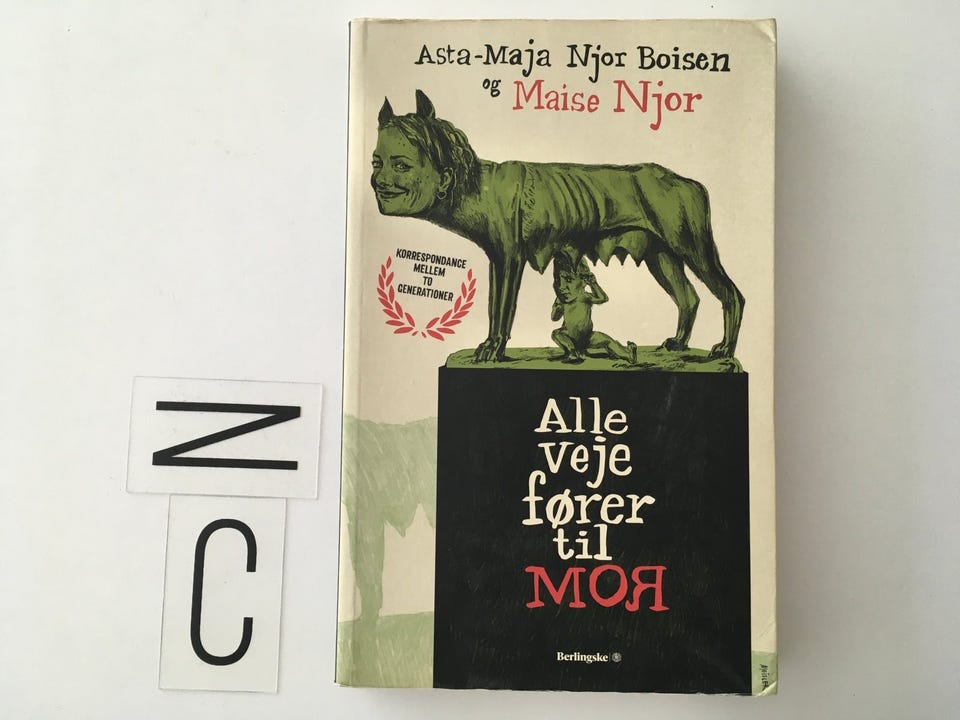 Asta-Maja Njor Boisen
og Maise Njor
KORRESPONDANCE
MELLEM
TO
GENERATIONER
N
C
Alle
veje
fører
til
MOR
Berlingske